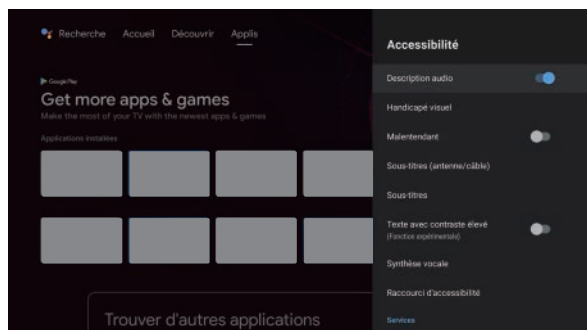 Recherche Accueil Découvrir Applis
Google Play
Get more apps & games
Make the most of your TV with the newest apps & games
Applications installées
Trouver d'autres applications
Accessibilité
Description audio
Handicapé visuel
Malentendant
Sous-titres (antenne/câble)
Sous-titres
Texte avec contraste élevé
(Fonction expérimentale)
Synthèse vocale
Raccourci d'accessibilité
Services